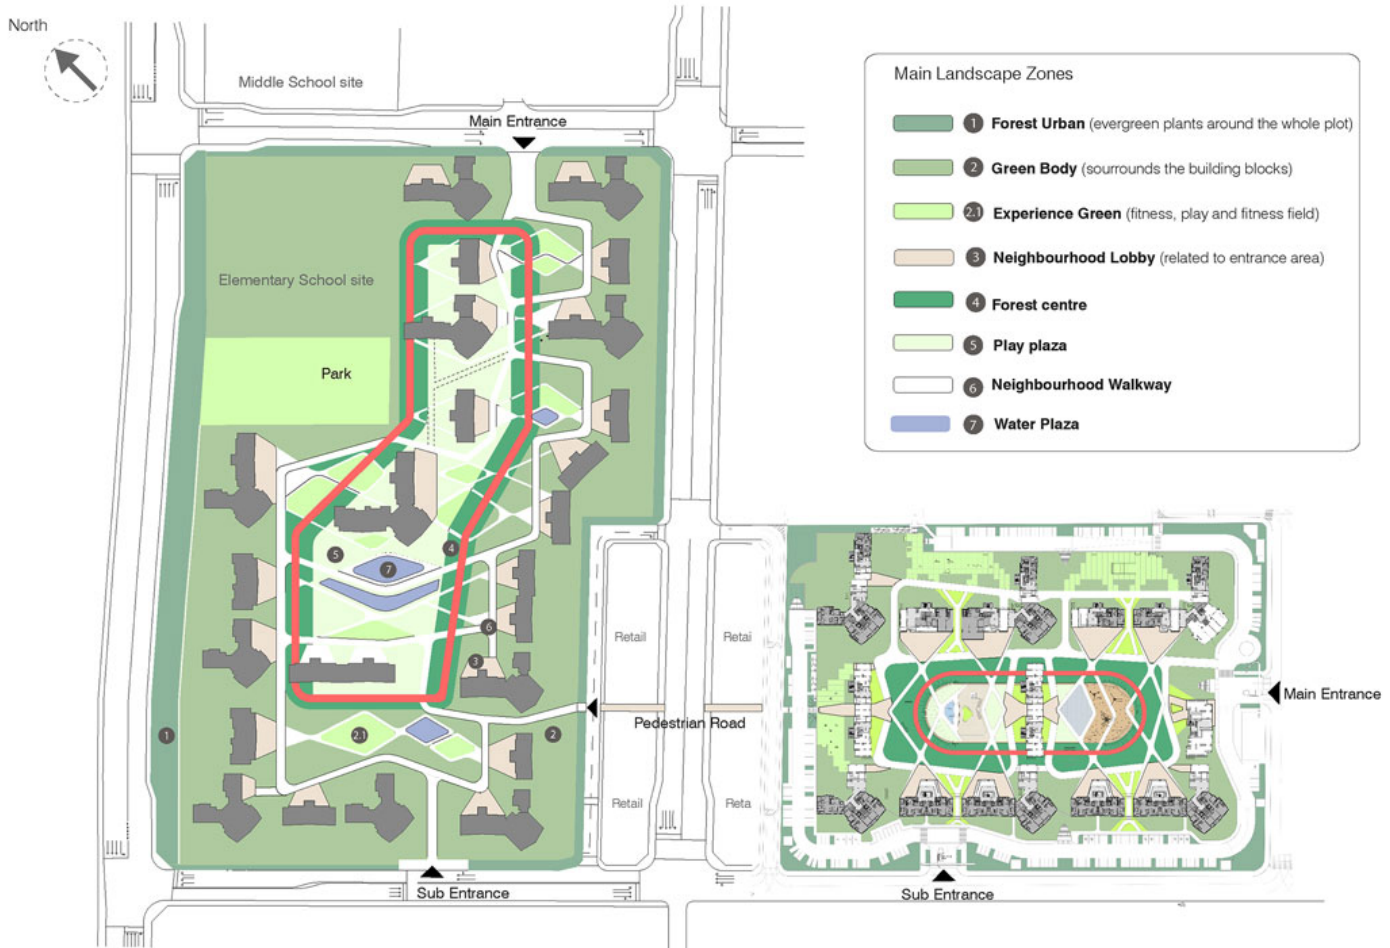 North
Middle School site
Main Entrance
Elementary School site
Park
5
4
7
6
3
2.1
2
1
Retail
Retai
Pedestrian Road
Retail
Reta
Sub Entrance
Main Landscape Zones
1 Forest Urban (evergreen plants around the whole plot)
2 Green Body (sourrounds the building blocks)
2.1 Experience Green (fitness, play and fitness field)
3 Neighbourhood Lobby (related to entrance area)
4 Forest centre
5 Play plaza
6 Neighbourhood Walkway
7 Water Plaza
Main Entrance
Sub Entrance